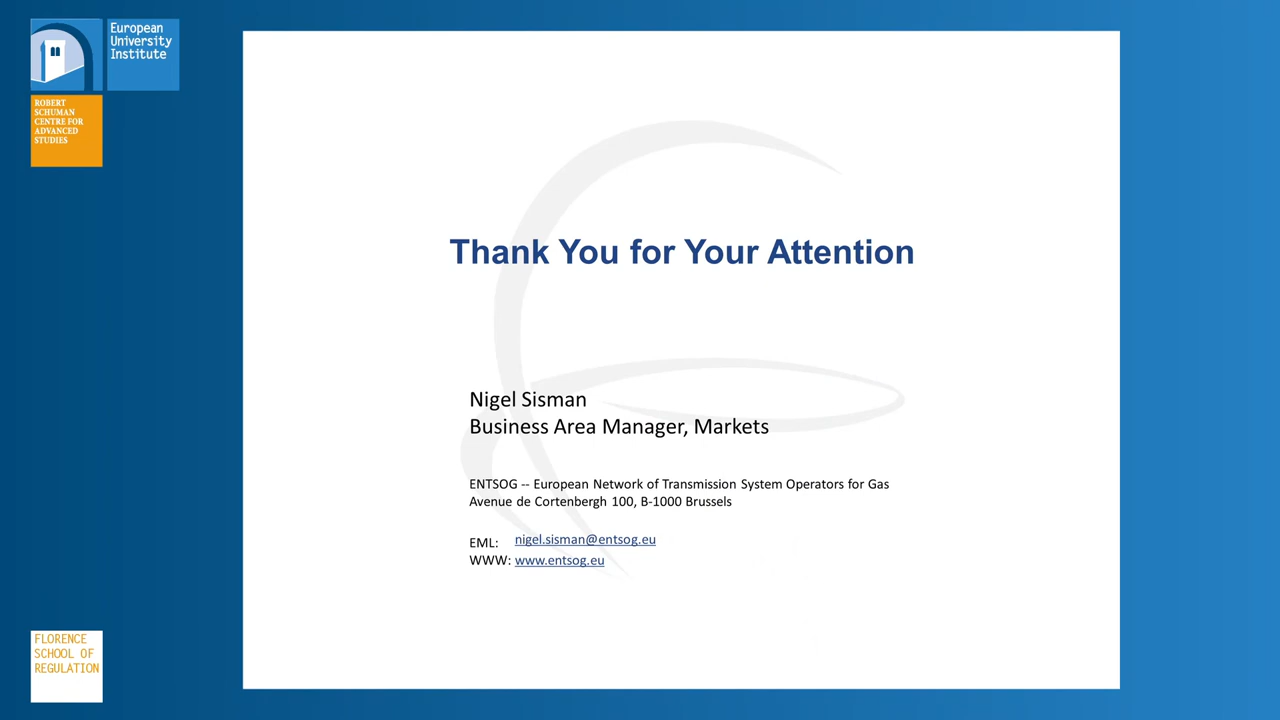 European
University
Institute
ROBERT
SCHUMAN
CENTRE FOR
ADVANCED
STUDIES
Thank You for Your Attention
Nigel Sisman
Business Area Manager, Markets
ENTSOG -- European Network of Transmission System Operators for Gas
Avenue de Cortenbergh 100, B-1000 Brussels
EML: nigel.sisman@entsog.eu
WWW: www.entsog.eu
FLORENCE
SCHOOL OF
REGULATION